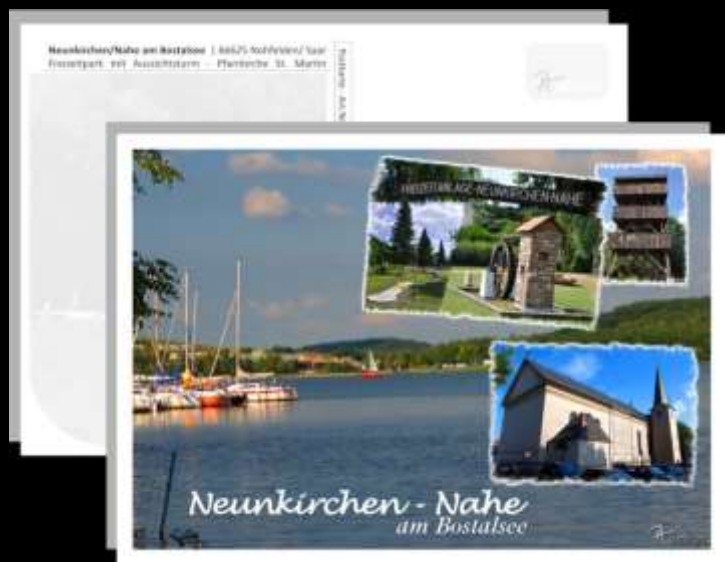 Neunkirchen/Nahe am Bostalsee | 66625 Nohfelden/ Saar
Freizeitpark mit Aussichtsturm - Pfarrkirche St. Martin
Postkarte
FREIZEITANLAGE-NEUNKIRCHEN-NAHE
Neunkirchen - Nahe
am Bostalsee